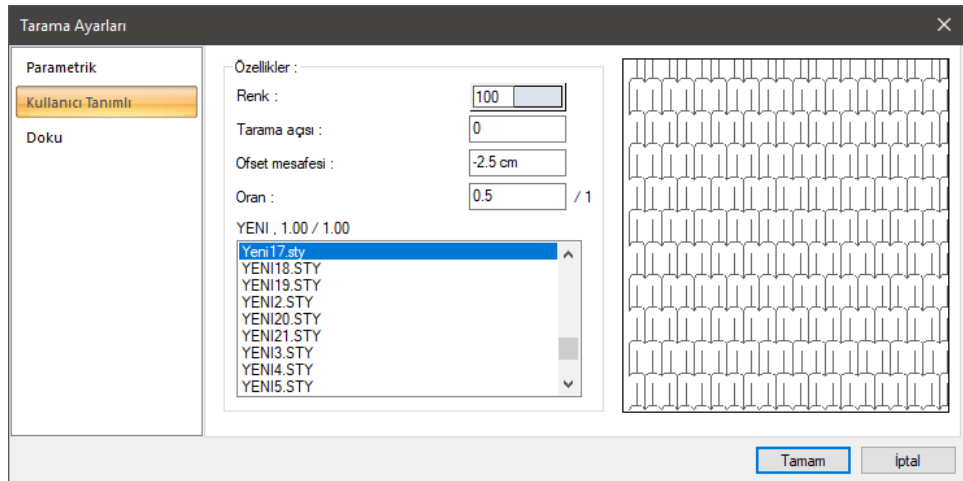 Tarama Ayarları
Parametrik
Kullanıcı Tanımlı
Doku
Özellikler :
Renk :
100
Tarama açısı :
0
Ofset mesafesi :
-2.5 cm
Oran :
0.5
/ 1
YENI , 1.00 / 1.00
Yeni17.sty
YENI18.STY
YENI19.STY
YENI2.STY
YENI20.STY
YENI21.STY
YENI3.STY
YENI4.STY
YENI5.STY
Tamam
İptal